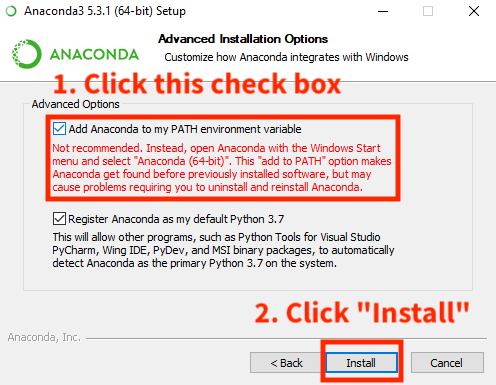 Anaconda3 5.3.1 (64-bit) Setup
ANACONDA
Advanced Installation Options
Customize how Anaconda integrates with Windows
1. Click this check box
Advanced Options
Add Anaconda to my PATH environment variable
Not recommended. Instead, open Anaconda with the Windows Start
menu and select "Anaconda (64-bit)". This "add to PATH" option makes
Anaconda get found before previously installed software, but may
cause problems requiring you to uninstall and reinstall Anaconda.
Register Anaconda as my default Python 3.7
This will allow other programs, such as Python Tools for Visual Studio
PyCharm, Wing IDE, PyDev, and MSI binary packages, to automatically
detect Anaconda as the primary Python 3.7 on the system.
2. Click "Install"
Anaconda, Inc.
< Back
Install
Cancel